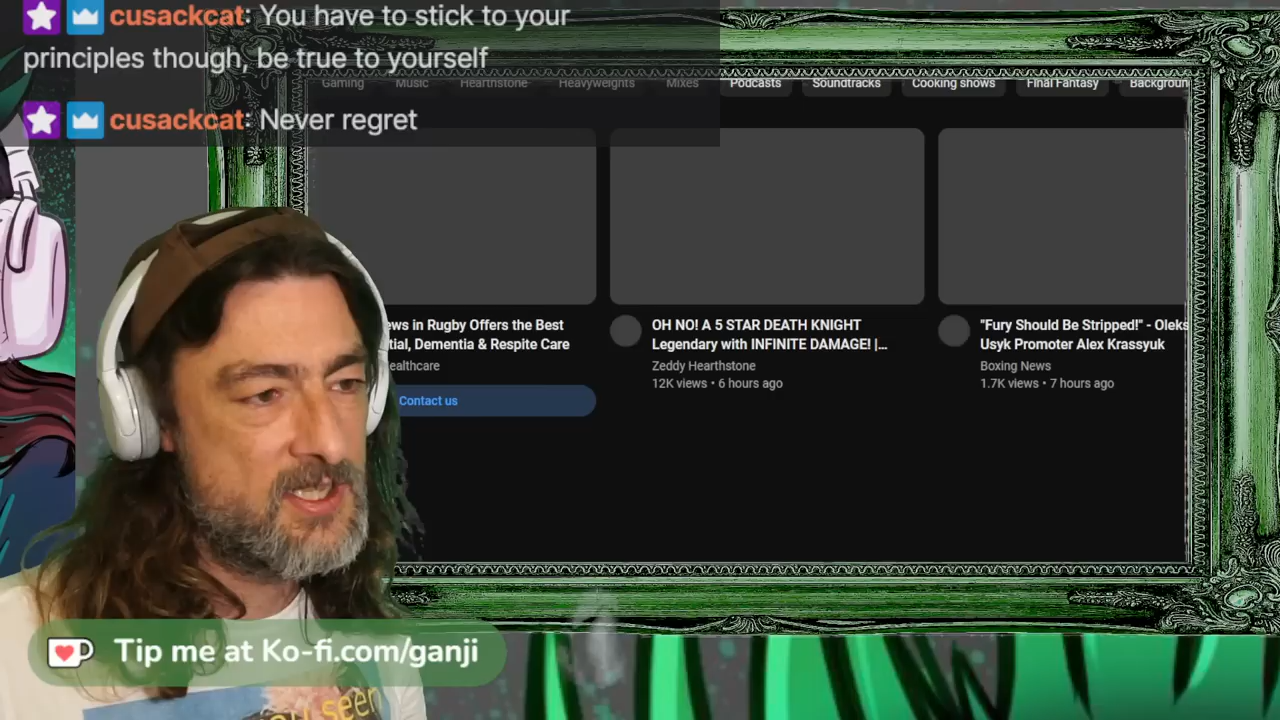 cusackcat: You have to stick to your
principles though, be true to yourself
cusackcat: Never regret
Gaming Music Hearthstone Heavyweights Mixes Podcasts Soundtracks Cooking shows Final Fantasy Backgroun
ews in Rugby Offers the Best
tial, Dementia & Respite Care
ealthcare
Contact us
OH NO! A 5 STAR DEATH KNIGHT
Legendary with INFINITE DAMAGE! |...
Zeddy Hearthstone
12K views • 6 hours ago
"Fury Should Be Stripped!" - Oleks
Usyk Promoter Alex Krassyuk
Boxing News
1.7K views • 7 hours ago
Tip me at Ko-fi.com/ganji
seen